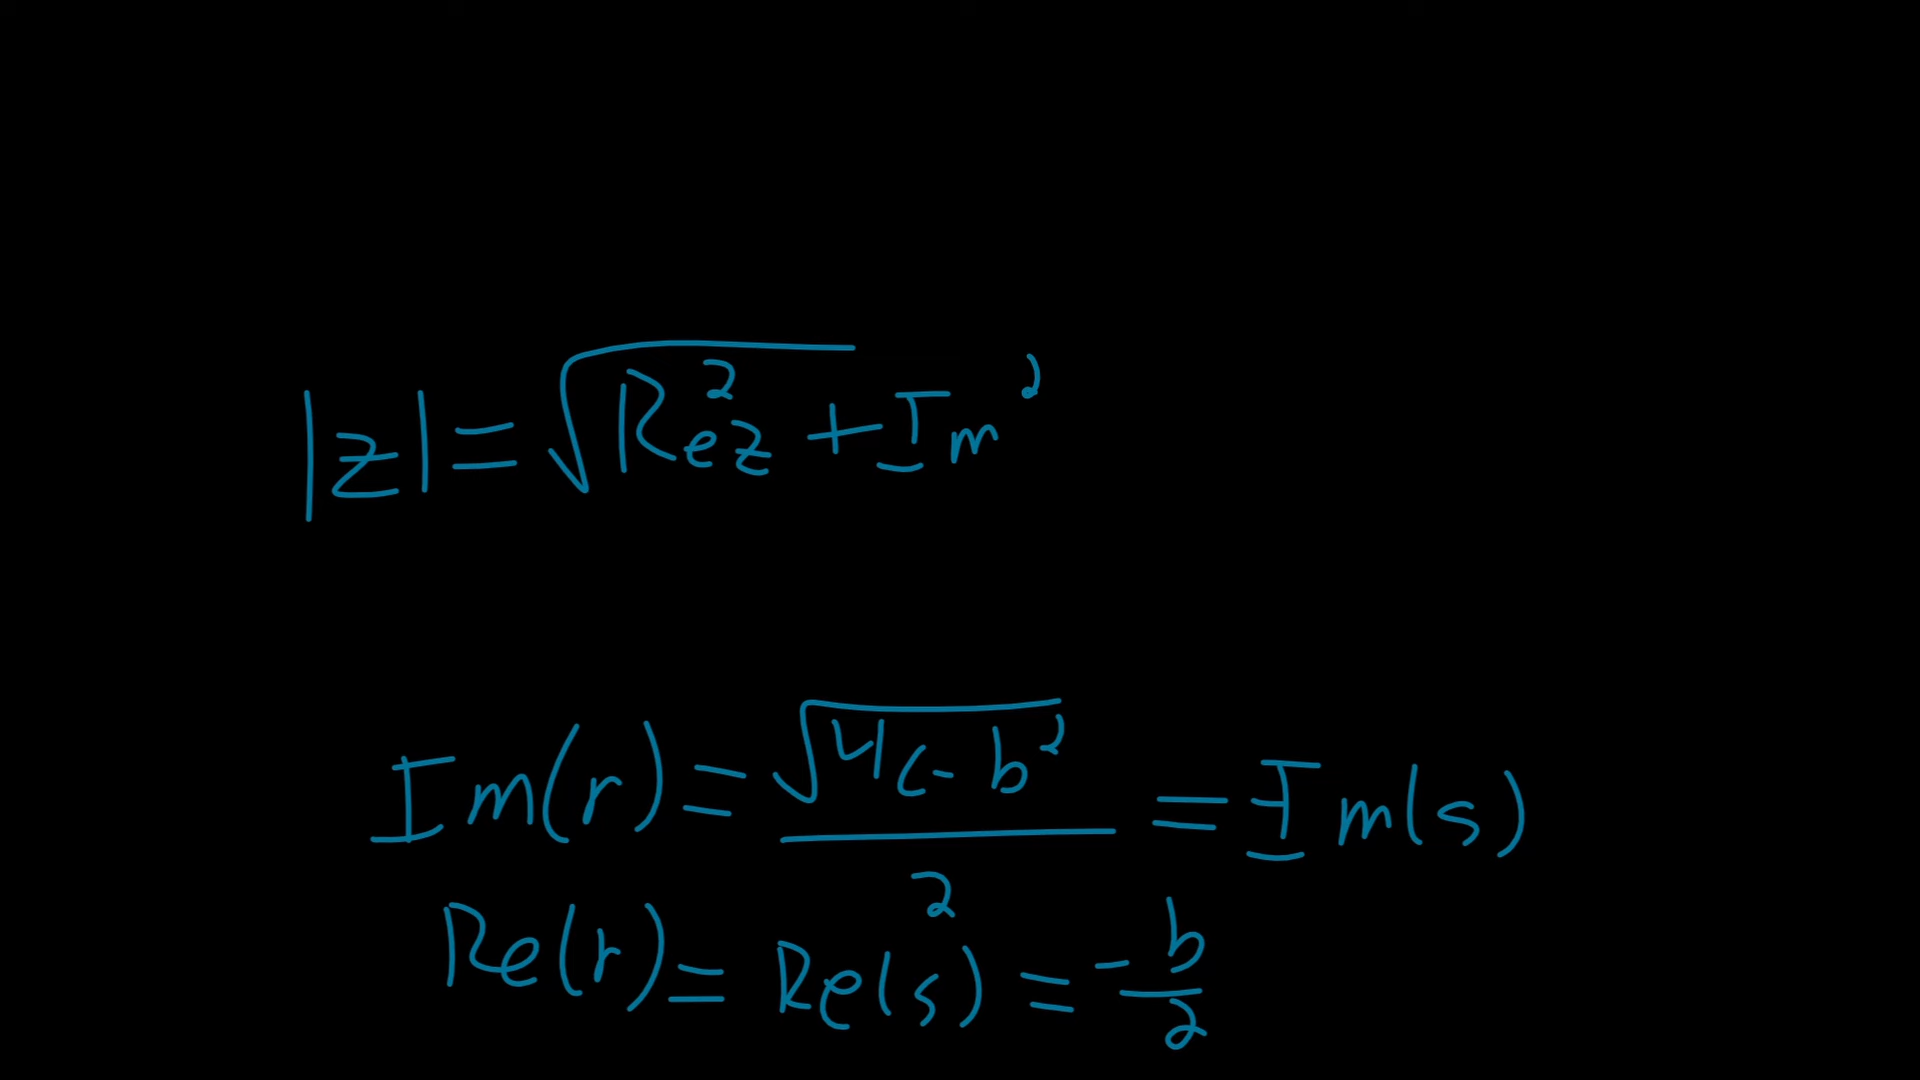 |z| = √Re²z + Im²
Im(r) = √4c - b² / 2 = Im(s)
Re(r) = Re(s) = - b / 2